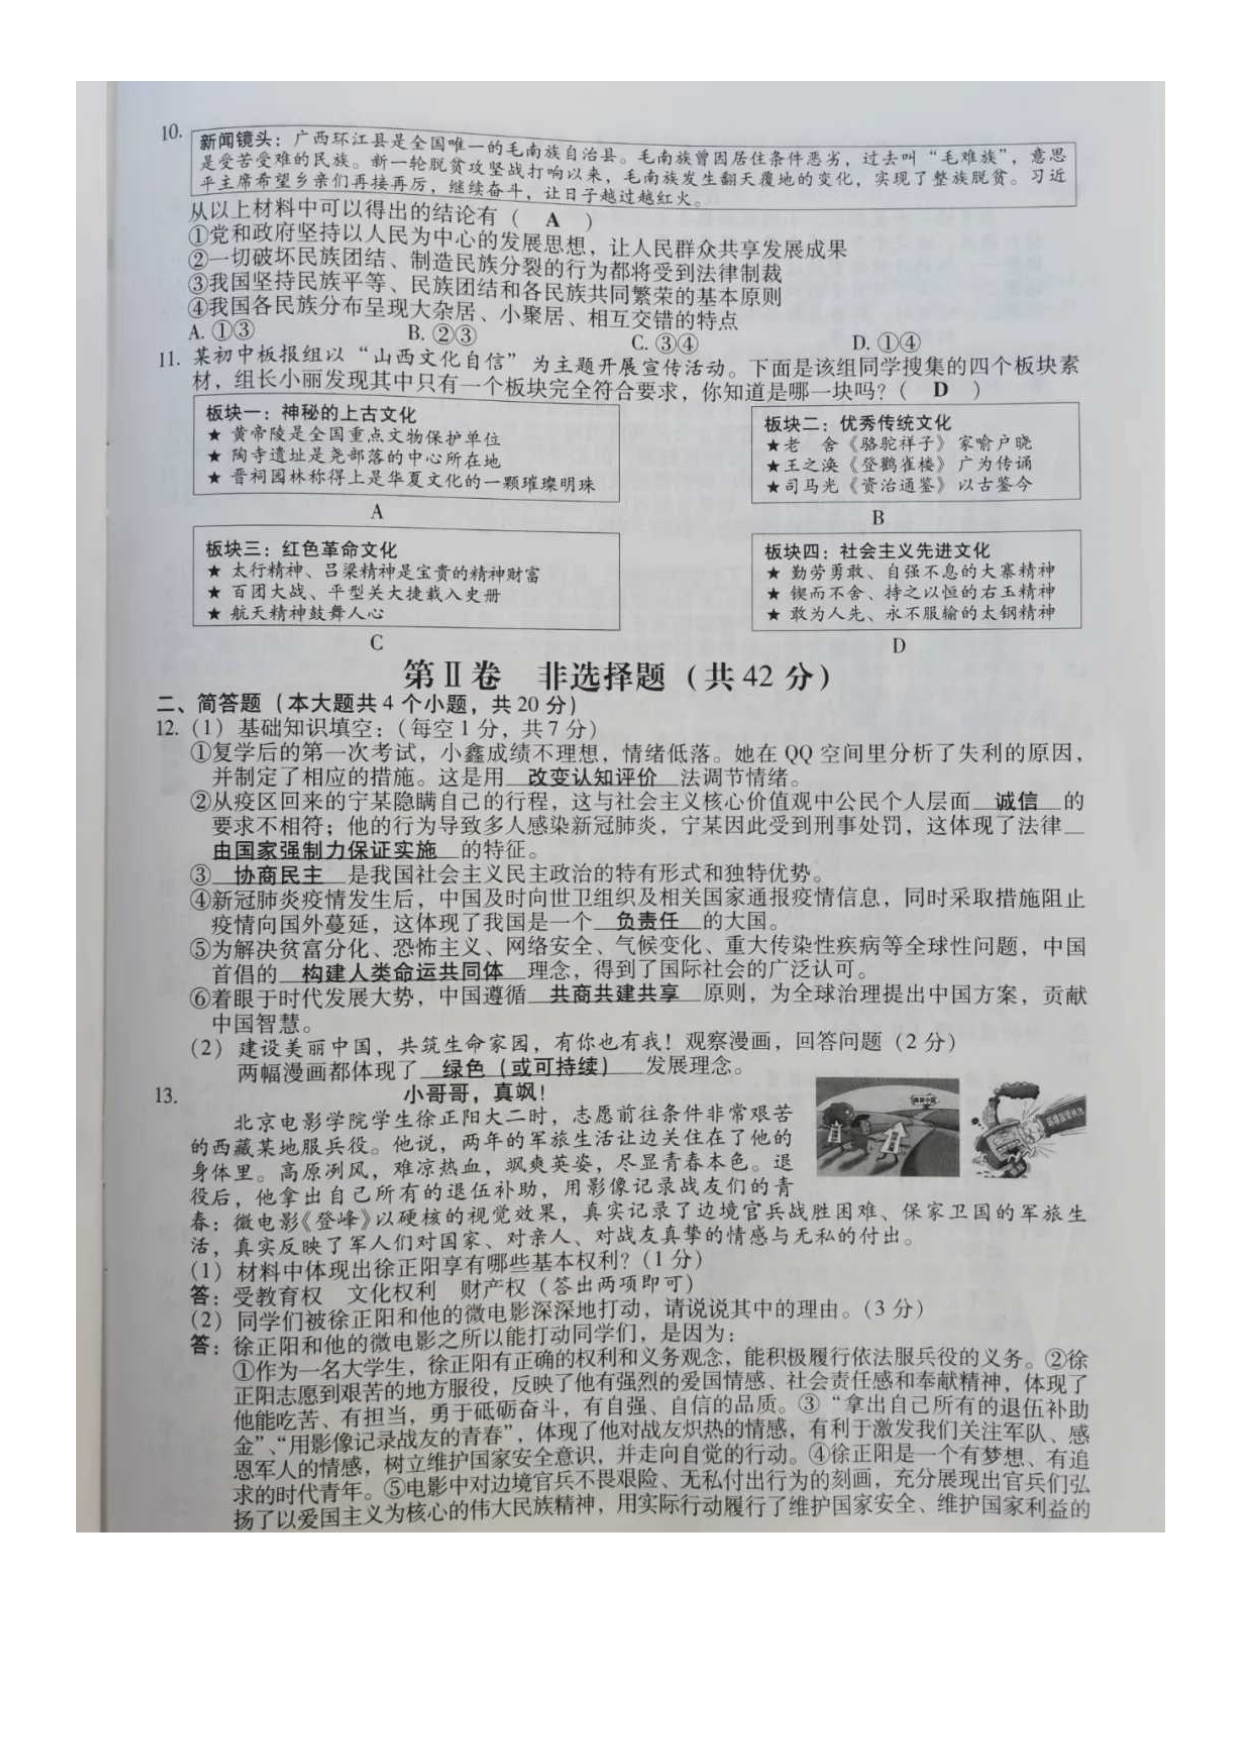 10.
新闻镜头：广西环江县是全国唯一的毛南族自治县。毛南族曾因居住条件恶劣，过去叫“毛难族”，意思
是受苦受难的民族。新一轮脱贫攻坚战打响以来，毛南族发生翻天覆地的变化，实现了整族脱贫。习近
平主席希望乡亲们再接再厉，继续奋斗，让日子越过越红火。
从以上材料中可以得出的结论有（ A ）
①党和政府坚持以人民为中心的发展思想，让人民群众共享发展成果
②一切破坏民族团结、制造民族分裂的行为都将受到法律制裁
③我国坚持民族平等、民族团结和各民族共同繁荣的基本原则
④我国各民族分布呈现大杂居、小聚居、相互交错的特点
A. ①③ B. ②③ C. ③④ D. ①④
11. 某初中板报组以“山西文化自信”为主题开展宣传活动。下面是该组同学搜集的四个板块素
材，组长小丽发现其中只有一个板块完全符合要求，你知道是哪一块吗？（ D ）
板块一：神秘的上古文化
★ 黄帝陵是全国重点文物保护单位
★ 陶寺遗址是尧部落的中心所在地
★ 晋祠园林称得上是华夏文化的一颗璀璨明珠
A
板块二：优秀传统文化
★老 舍《骆驼祥子》家喻户晓
★王之涣《登鹳雀楼》广为传诵
★司马光《资治通鉴》以古鉴今
B
板块三：红色革命文化
★ 太行精神、吕梁精神是宝贵的精神财富
★ 百团大战、平型关大捷载入史册
★ 航天精神鼓舞人心
C
板块四：社会主义先进文化
★ 勤劳勇敢、自强不息的大寨精神
★ 锲而不舍、持之以恒的右玉精神
★ 敢为人先、永不服输的太钢精神
D
第Ⅱ卷 非选择题（共 42 分）
二、简答题（本大题共 4 个小题，共 20 分）
12.（1）基础知识填空：（每空 1 分，共 7 分）
①复学后的第一次考试，小鑫成绩不理想，情绪低落。她在 QQ 空间里分析了失利的原因，
并制定了相应的措施。这是用 改变认知评价 法调节情绪。
②从疫区回来的宁某隐瞒自己的行程，这与社会主义核心价值观中公民个人层面 诚信 的
要求不相符；他的行为导致多人感染新冠肺炎，宁某因此受到刑事处罚，这体现了法律
由国家强制力保证实施 的特征。
③ 协商民主 是我国社会主义民主政治的特有形式和独特优势。
④新冠肺炎疫情发生后，中国及时向世卫组织及相关国家通报疫情信息，同时采取措施阻止
疫情向国外蔓延，这体现了我国是一个 负责任 的大国。
⑤为解决贫富分化、恐怖主义、网络安全、气候变化、重大传染性疾病等全球性问题，中国
首倡的 构建人类命运共同体 理念，得到了国际社会的广泛认可。
⑥着眼于时代发展大势，中国遵循 共商共建共享 原则，为全球治理提出中国方案，贡献
中国智慧。
（2）建设美丽中国，共筑生命家园，有你也有我！观察漫画，回答问题（2 分）
两幅漫画都体现了 绿色（或可持续） 发展理念。
13. 小哥哥，真飒！
北京电影学院学生徐正阳大二时，志愿前往条件非常艰苦
的西藏某地服兵役。他说，两年的军旅生活让边关住在了他的
身体里。高原冽风，难凉热血，飒爽英姿，尽显青春本色。退
役后，他拿出自己所有的退伍补助，用影像记录战友们的青
春：微电影《登峰》以硬核的视觉效果，真实记录了边境官兵战胜困难、保家卫国的军旅生
活，真实反映了军人们对国家、对亲人、对战友真挚的情感与无私的付出。
（1）材料中体现出徐正阳享有哪些基本权利？（1 分）
答：受教育权 文化权利 财产权（答出两项即可）
（2）同学们被徐正阳和他的微电影深深地打动，请说说其中的理由。（3 分）
答：徐正阳和他的微电影之所以能打动同学们，是因为：
①作为一名大学生，徐正阳有正确的权利和义务观念，能积极履行依法服兵役的义务。②徐
正阳志愿到艰苦的地方服役，反映了他有强烈的爱国情感、社会责任感和奉献精神，体现了
他能吃苦、有担当，勇于砥砺奋斗，有自强、自信的品质。③“拿出自己所有的退伍补助
金”、“用影像记录战友的青春”，体现了他对战友炽热的情感，有利于激发我们关注军队、感
恩军人的情感，树立维护国家安全意识，并走向自觉的行动。④徐正阳是一个有梦想、有追
求的时代青年。⑤电影中对边境官兵不畏艰险、无私付出行为的刻画，充分展现出官兵们弘
扬了以爱国主义为核心的伟大民族精神，用实际行动履行了维护国家安全、维护国家利益的